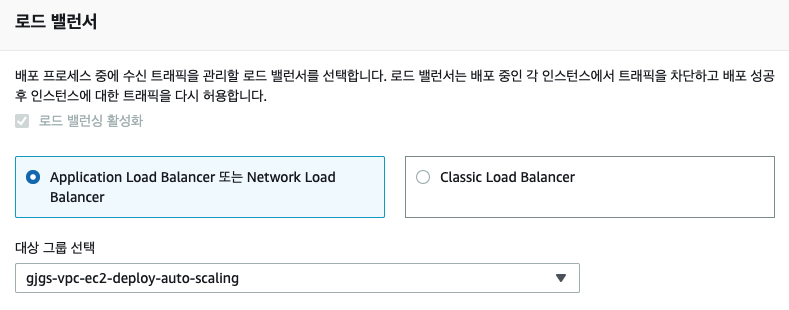 로드 밸런서
배포 프로세스 중에 수신 트래픽을 관리할 로드 밸런서를 선택합니다. 로드 밸런서는 배포 중인 각 인스턴스에서 트래픽을 차단하고 배포 성공
후 인스턴스에 대한 트래픽을 다시 허용합니다.
로드 밸런싱 활성화
Application Load Balancer 또는 Network Load
Balancer
Classic Load Balancer
대상 그룹 선택
gjgs-vpc-ec2-deploy-auto-scaling